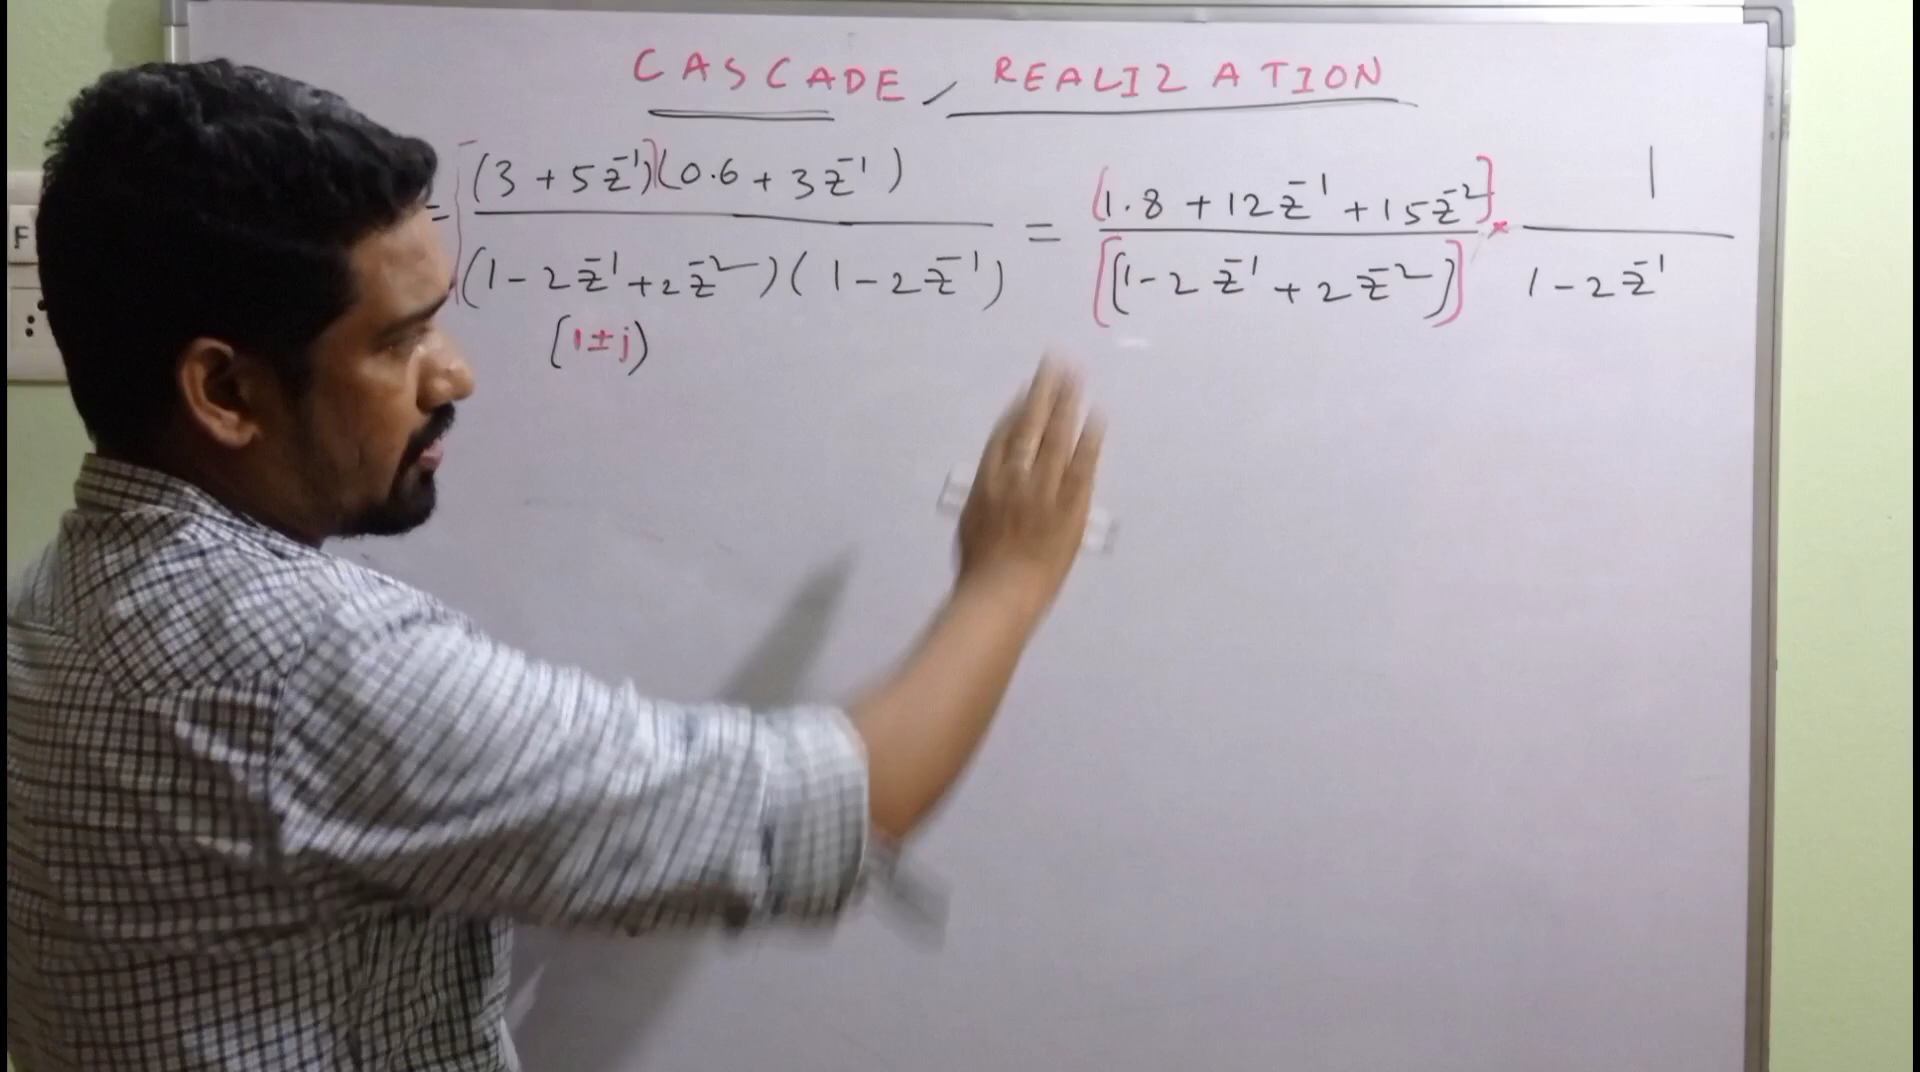 CASCADE REALIZATION
= (3 + 5z⁻¹)(0.6 + 3z⁻¹) / (1 - 2z⁻¹ + 2z⁻²)(1 - 2z⁻¹) = [1.8 + 12z⁻¹ + 15z⁻²] / [(1 - 2z⁻¹ + 2z⁻²)] × 1 / 1 - 2z⁻¹
(1±j)
F